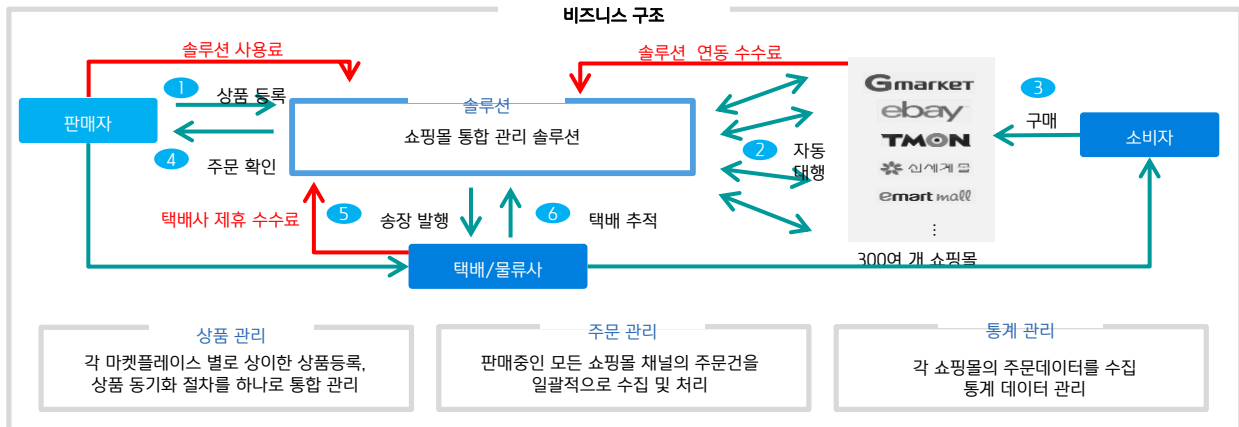 비즈니스 구조
솔루션 사용료
솔루션 연동 수수료
1
상품 등록
판매자
4
주문 확인
솔루션
쇼핑몰 통합 관리 솔루션
2
자동
대행
Gmarket
ebay
TMON
신세계몰
emart mall
⋮
300여 개 쇼핑몰
3
구매
소비자
택배사 제휴 수수료
5
송장 발행
6
택배 추적
택배/물류사
상품 관리
각 마켓플레이스 별로 상이한 상품등록,
상품 동기화 절차를 하나로 통합 관리
주문 관리
판매중인 모든 쇼핑몰 채널의 주문건을
일괄적으로 수집 및 처리
통계 관리
각 쇼핑몰의 주문데이터를 수집
통계 데이터 관리